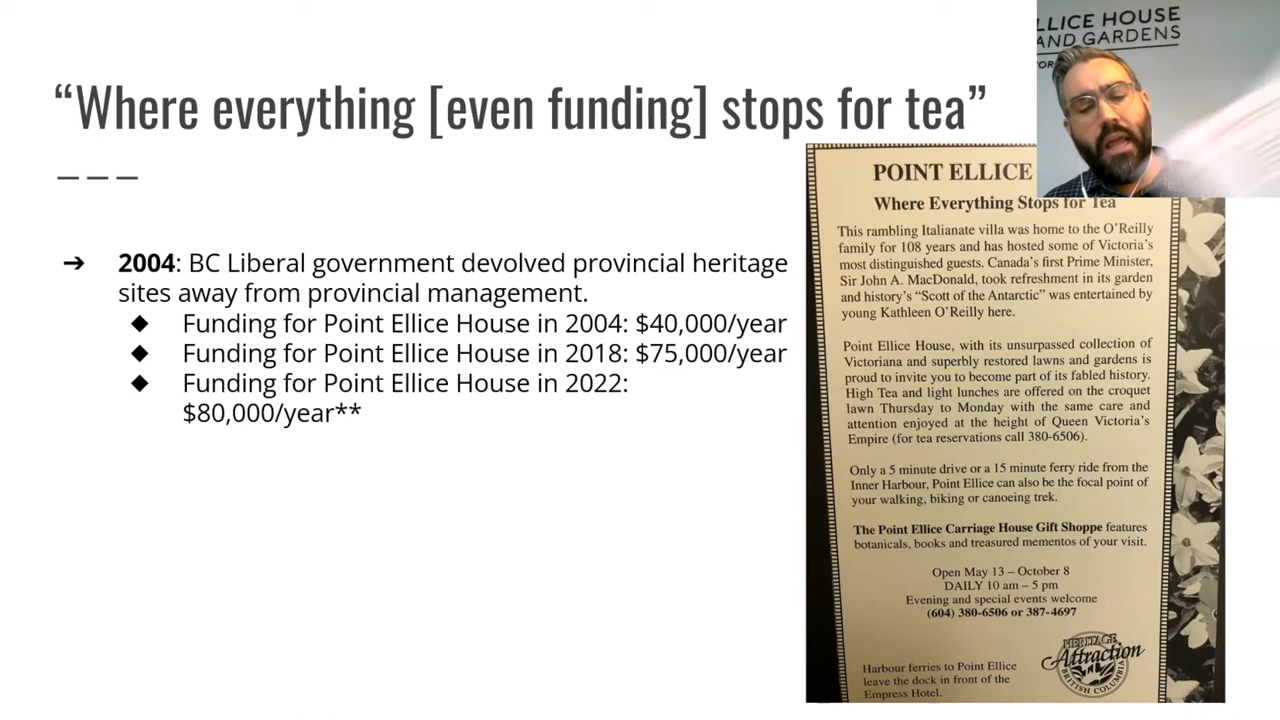 “Where everything [even funding] stops for tea”
➔ 2004: BC Liberal government devolved provincial heritage
sites away from provincial management.
◆ Funding for Point Ellice House in 2004: $40,000/year
◆ Funding for Point Ellice House in 2018: $75,000/year
◆ Funding for Point Ellice House in 2022:
$80,000/year**
LLICE HOUSE
AND GARDENS
POINT ELLICE
Where Everything Stops for Tea
This rambling Italianate villa was home to the O’Reilly
family for 108 years and has hosted some of Victoria’s
most distinguished guests. Canada’s first Prime Minister,
Sir John A. MacDonald, took refreshment in its garden
and history’s “Scott of the Antarctic” was entertained by
young Kathleen O’Reilly here.
Point Ellice House, with its unsurpassed collection of
Victoriana and superbly restored lawns and gardens is
proud to invite you to become part of its fabled history.
High Tea and light lunches are offered on the croquet
lawn Thursday to Monday with the same care and
attention enjoyed at the height of Queen Victoria’s
Empire (for tea reservations call 380-6506).
Only a 5 minute drive or a 15 minute ferry ride from the
Inner Harbour, Point Ellice can also be the focal point of
your walking, biking or canoeing trek.
The Point Ellice Carriage House Gift Shoppe features
botanicals, books and treasured mementos of your visit.
Open May 13 – October 8
DAILY 10 am – 5 pm
Evening and special events welcome
(604) 380-6506 or 387-4697
Harbour ferries to Point Ellice
leave the dock in front of the
Empress Hotel.
HERITAGE
Attraction
BRITISH COLUMBIA